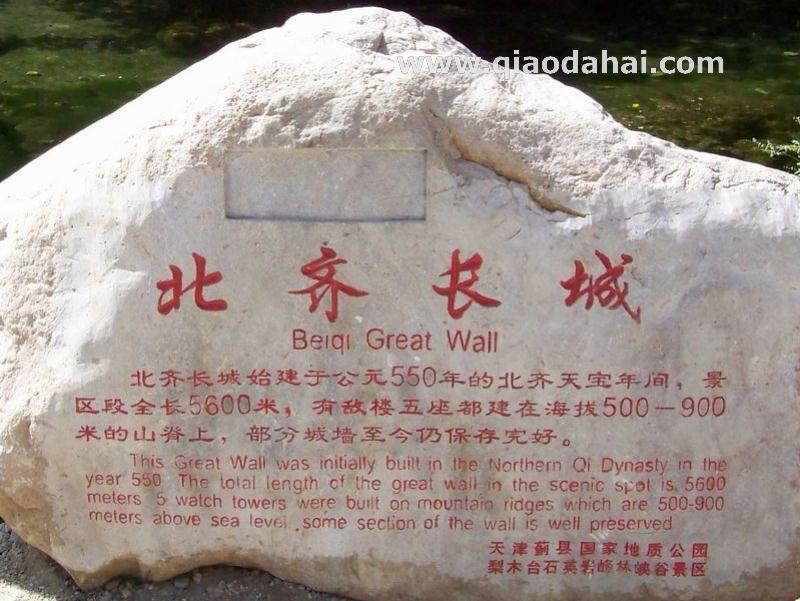 www.qiaodahai.com
北齐长城
Beiqi Great Wall
北齐长城始建于公元550年的北齐天宝年间，景
区段全长5600米，有敌楼五座都建在海拔500－900
米的山脊上，部分城墙至今仍保存完好。
This Great Wall was initially built in the Northern Qi Dynasty in the
year 550 The total length of the great wall in the scenic spot is 5600
meters 5 watch towers were built on mountain ridges which are 500-900
meters above sea level ,some section of the wall is well preserved
天津蓟县国家地质公园
梨木台石英岩峰林峡谷景区